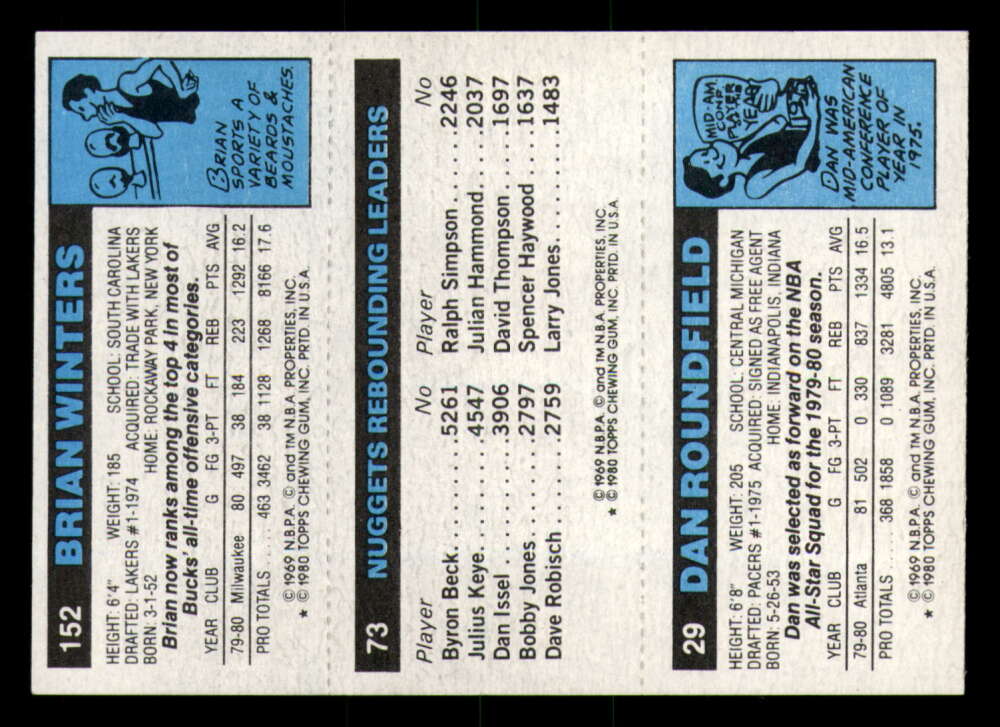 152 BRIAN WINTERS
HEIGHT: 6'4" WEIGHT: 185 SCHOOL: SOUTH CAROLINA
DRAFTED: LAKERS #1-1974 ACQUIRED: TRADE WITH LAKERS
BORN: 3-1-52 HOME: ROCKAWAY PARK, NEW YORK
Brian now ranks among the top 4 in most of
Bucks' all-time offensive categories.
YEAR CLUB G FG 3-PT FT REB PTS AVG
79-80 Milwaukee 80 497 38 184 223 1292 16.2
PRO TOTALS ..... 463 3462 38 1128 1268 8166 17.6
© 1969 N.B.P.A. © and TM N.B.A. PROPERTIES, INC.
★ © 1980 TOPPS CHEWING GUM, INC. PRTD. IN U.S.A.
BRIAN
SPORTS A
VARIETY OF
BEARDS &
MOUSTACHES.
73 NUGGETS REBOUNDING LEADERS
Player No Player No
Byron Beck.........5261 Ralph Simpson.....2246
Julius Keye.........4547 Julian Hammond....2037
Dan Issel..........3906 David Thompson....1697
Bobby Jones........2797 Spencer Haywood...1637
Dave Robisch.......2759 Larry Jones........1483
© 1969 N.B.P.A. © and TM N.B.A. PROPERTIES, INC.
★ © 1980 TOPPS CHEWING GUM, INC. PRTD. IN U.S.A.
29 DAN ROUNDFIELD
HEIGHT: 6'8" WEIGHT: 205 SCHOOL: CENTRAL MICHIGAN
DRAFTED: PACERS #1-1975 ACQUIRED: SIGNED AS FREE AGENT
BORN: 5-26-53 HOME: INDIANAPOLIS, INDIANA
Dan was selected as forward on the NBA
All-Star Squad for the 1979-80 season.
YEAR CLUB G FG 3-PT FT REB PTS AVG
79-80 Atlanta 81 502 0 330 837 1334 16.5
PRO TOTALS ..... 368 1858 0 1089 3281 4805 13.1
© 1969 N.B.P.A. © and TM N.B.A. PROPERTIES, INC.
★ © 1980 TOPPS CHEWING GUM, INC. PRTD. IN U.S.A.
MID-AM.
CONF.
PLAYER
OF
YEAR
1975
DAN WAS
MID-AMERICAN
CONFERENCE
PLAYER OF
YEAR IN
1975.